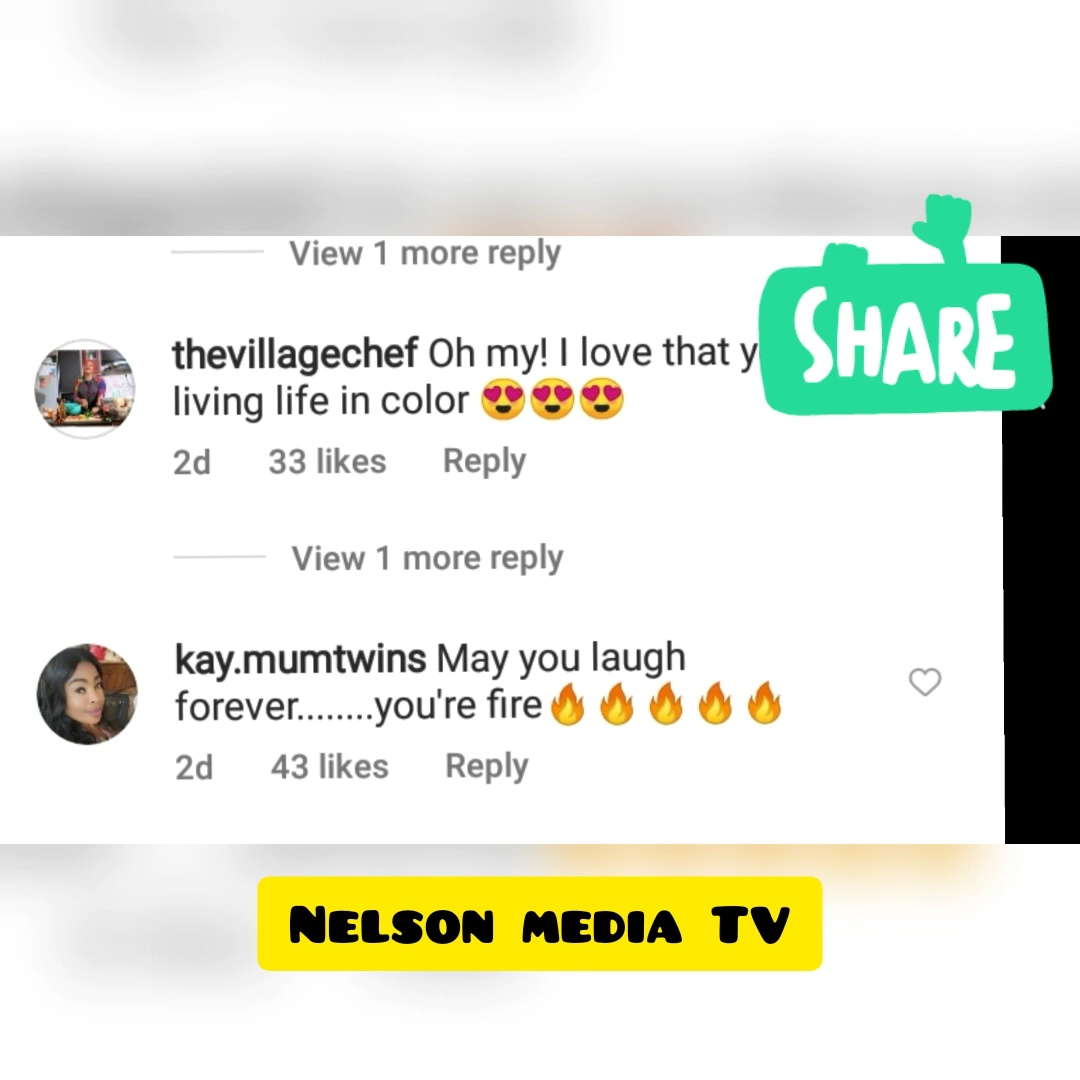 View 1 more reply
SHARE
thevillagechef Oh my! I love that y
living life in color 😍😍😍
2d 33 likes Reply
View 1 more reply
kay.mumtwins May you laugh
forever........you're fire🔥🔥🔥🔥🔥
2d 43 likes Reply
NELSON MEDIA TV